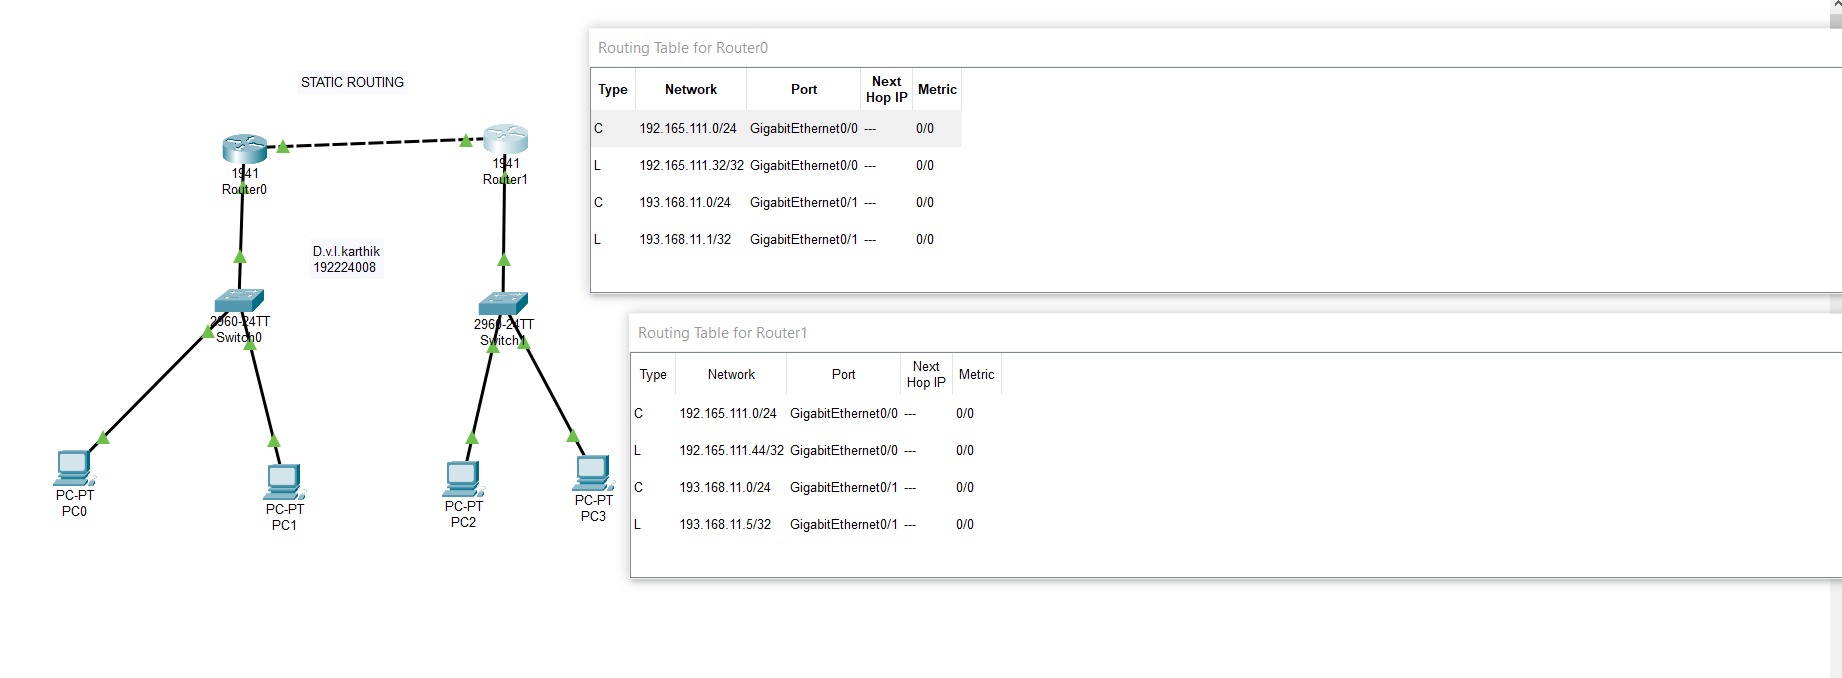 STATIC ROUTING
1941
Router0
1941
Router1
D.v.l.karthik
192224008
2960-24TT
Switch0
2960-24TT
Switch1
PC-PT
PC0
PC-PT
PC1
PC-PT
PC2
PC-PT
PC3
Routing Table for Router0
Type Network Port Next Hop IP Metric
C 192.165.111.0/24 GigabitEthernet0/0 --- 0/0
L 192.165.111.32/32 GigabitEthernet0/0 --- 0/0
C 193.168.11.0/24 GigabitEthernet0/1 --- 0/0
L 193.168.11.1/32 GigabitEthernet0/1 --- 0/0
Routing Table for Router1
Type Network Port Next Hop IP Metric
C 192.165.111.0/24 GigabitEthernet0/0 --- 0/0
L 192.165.111.44/32 GigabitEthernet0/0 --- 0/0
C 193.168.11.0/24 GigabitEthernet0/1 --- 0/0
L 193.168.11.5/32 GigabitEthernet0/1 --- 0/0